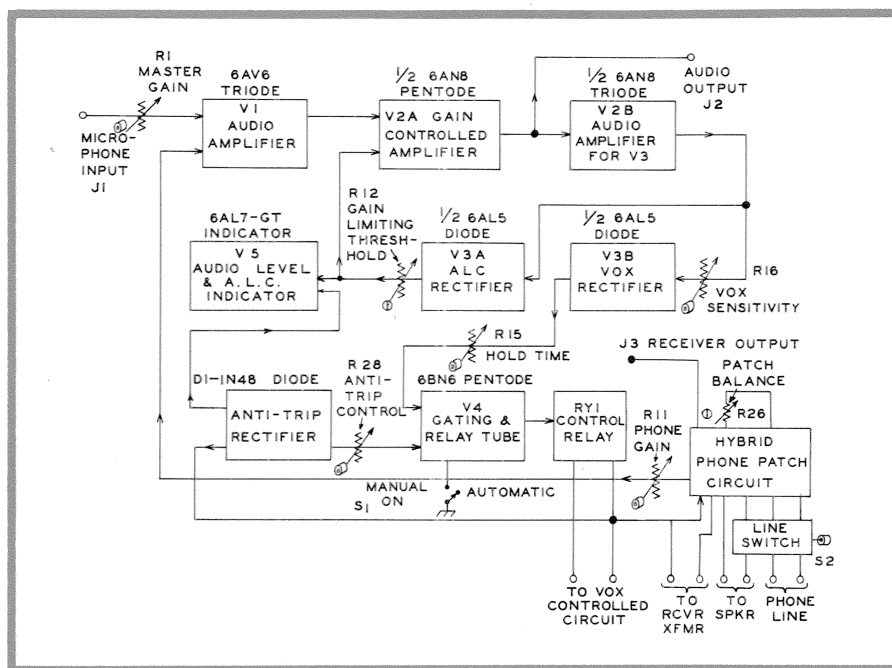 R1
MASTER
GAIN
6AV6
TRIODE
V1
AUDIO
AMPLIFIER
MICRO-
PHONE
INPUT
J1
1/2 6AN8
PENTODE
V2A GAIN
CONTROLLED
AMPLIFIER
1/2 6AN8
TRIODE
V2B
AUDIO
AMPLIFIER
FOR V3
AUDIO
OUTPUT
J2
6AL7-GT
INDICATOR
V5
AUDIO LEVEL
& A.L.C.
INDICATOR
R12
GAIN
LIMITING
THRESH-
HOLD
1/2 6AL5
DIODE
V3A
ALC
RECTIFIER
1/2 6AL5
DIODE
V3B
VOX
RECTIFIER
R16
VOX
SENSITIVITY
R15
HOLD TIME
J3 RECEIVER OUTPUT
PATCH
BALANCE
R26
D1-IN48 DIODE
ANTI-TRIP
RECTIFIER
R28
ANTI-
TRIP
CONTROL
6BN6 PENTODE
V4
GATING &
RELAY TUBE
RY1
CONTROL
RELAY
R11
PHONE
GAIN
HYBRID
PHONE PATCH
CIRCUIT
MANUAL
ON
S1
AUTOMATIC
LINE
SWITCH
S2
TO VOX
CONTROLLED
CIRCUIT
TO
RCVR
XFMR
TO
SPKR
PHONE
LINE